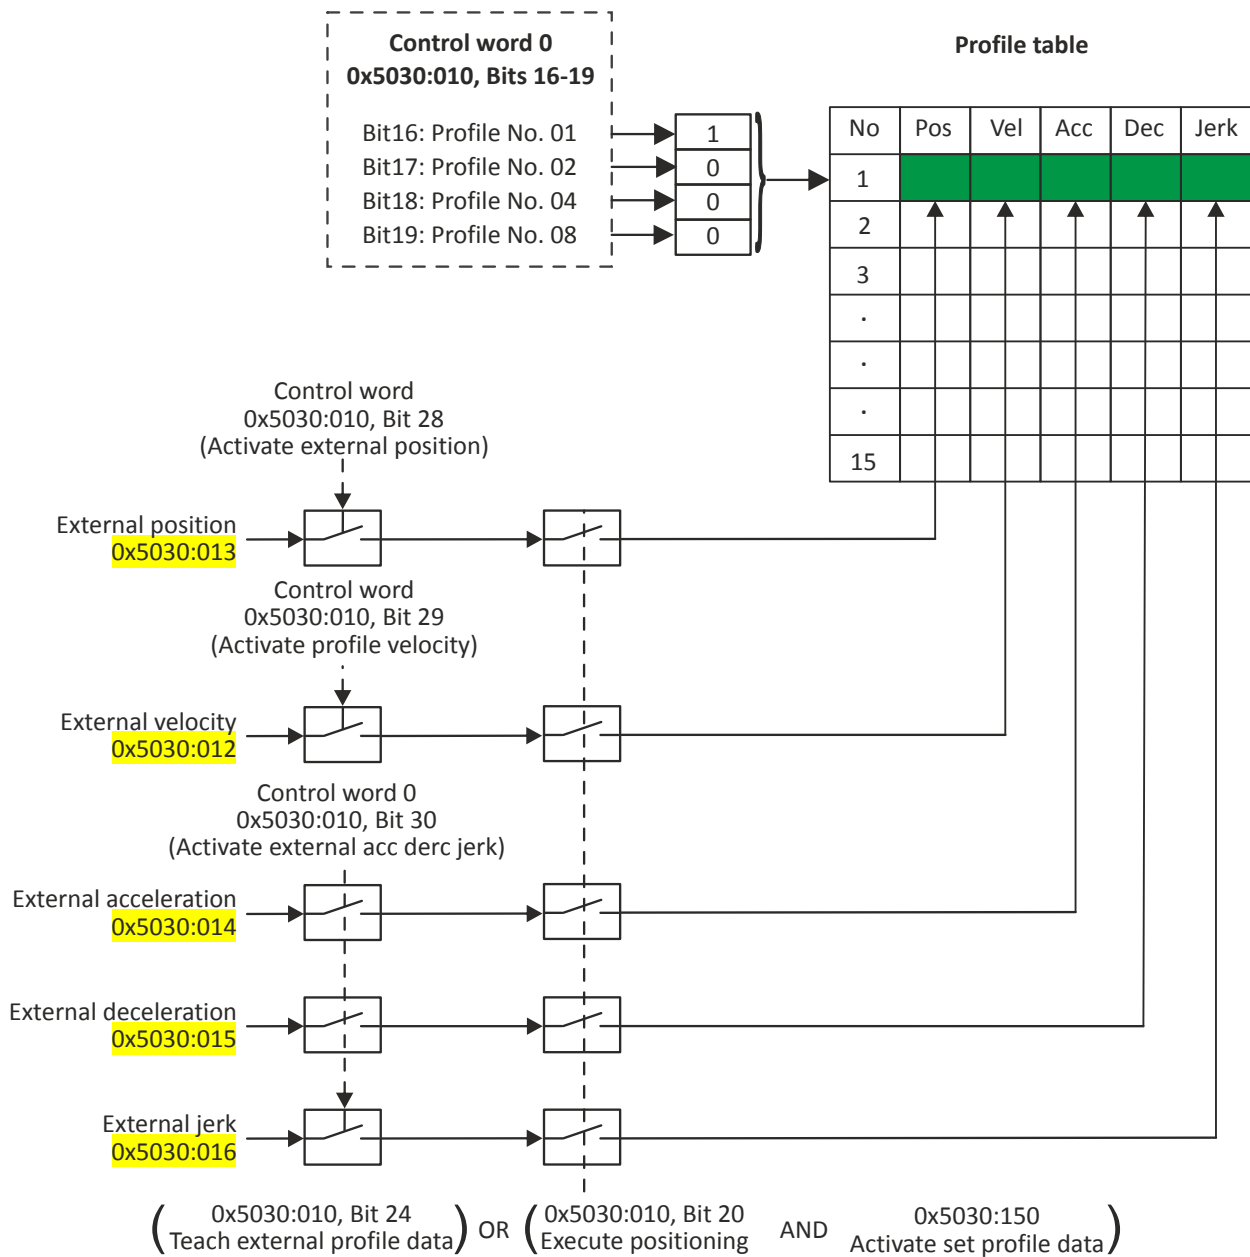 Control word 0
0x5030:010, Bits 16-19
Profile table
Bit16: Profile No. 01
Bit17: Profile No. 02
Bit18: Profile No. 04
Bit19: Profile No. 08
1
0
0
0
No Pos Vel Acc Dec Jerk
1
2
3
.
.
.
15
Control word
0x5030:010, Bit 28
(Activate external position)
External position
0x5030:013
Control word
0x5030:010, Bit 29
(Activate profile velocity)
External velocity
0x5030:012
Control word 0
0x5030:010, Bit 30
(Activate external acc derc jerk)
External acceleration
0x5030:014
External deceleration
0x5030:015
External jerk
0x5030:016
(0x5030:010, Bit 24
Teach external profile data) OR (0x5030:010, Bit 20
Execute positioning AND 0x5030:150
Activate set profile data)